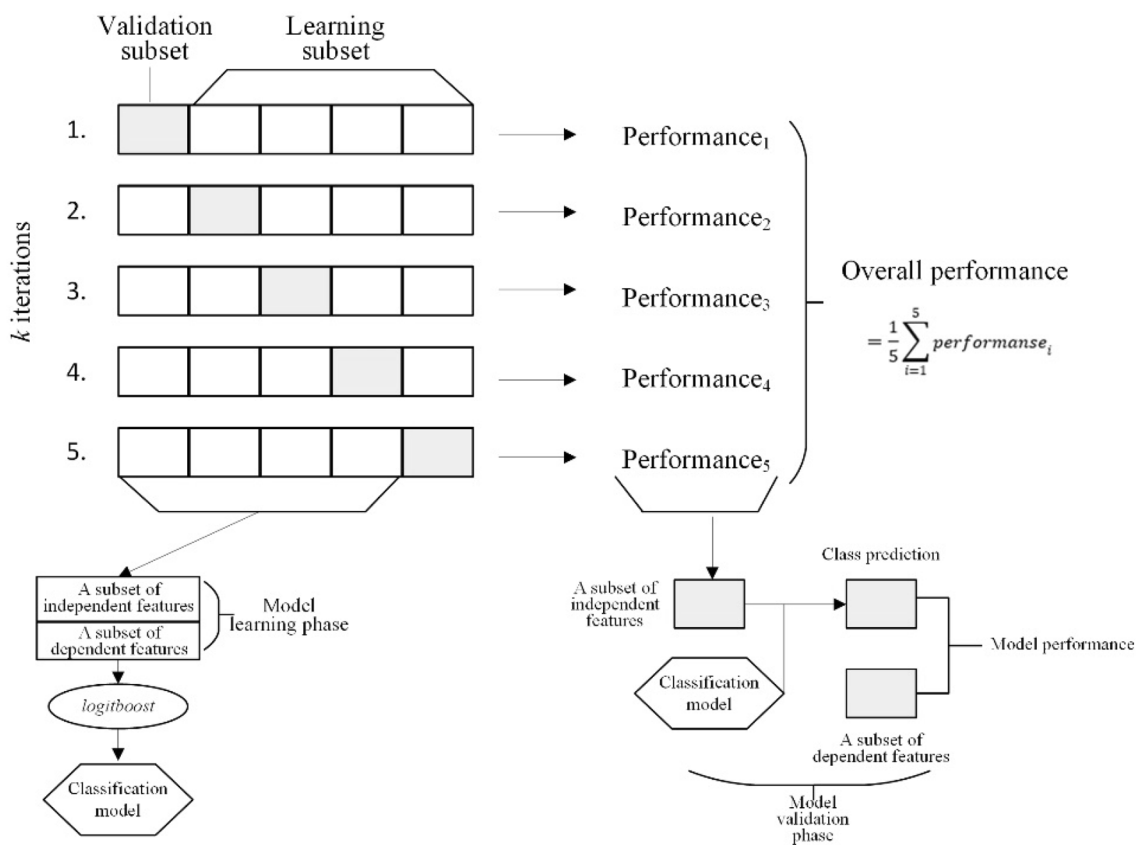 Validation
subset
Learning
subset
k iterations
1.
2.
3.
4.
5.
Performance₁
Performance₂
Performance₃
Performance₄
Performance₅
Overall performance
= 1/5 ∑ᵢ₌₁⁵ performanseᵢ
A subset of
independent features
A subset of
dependent features
Model
learning phase
logitboost
Classification
model
A subset of
independent
features
Class prediction
Classification
model
A subset of
dependent features
Model performance
Model
validation
phase